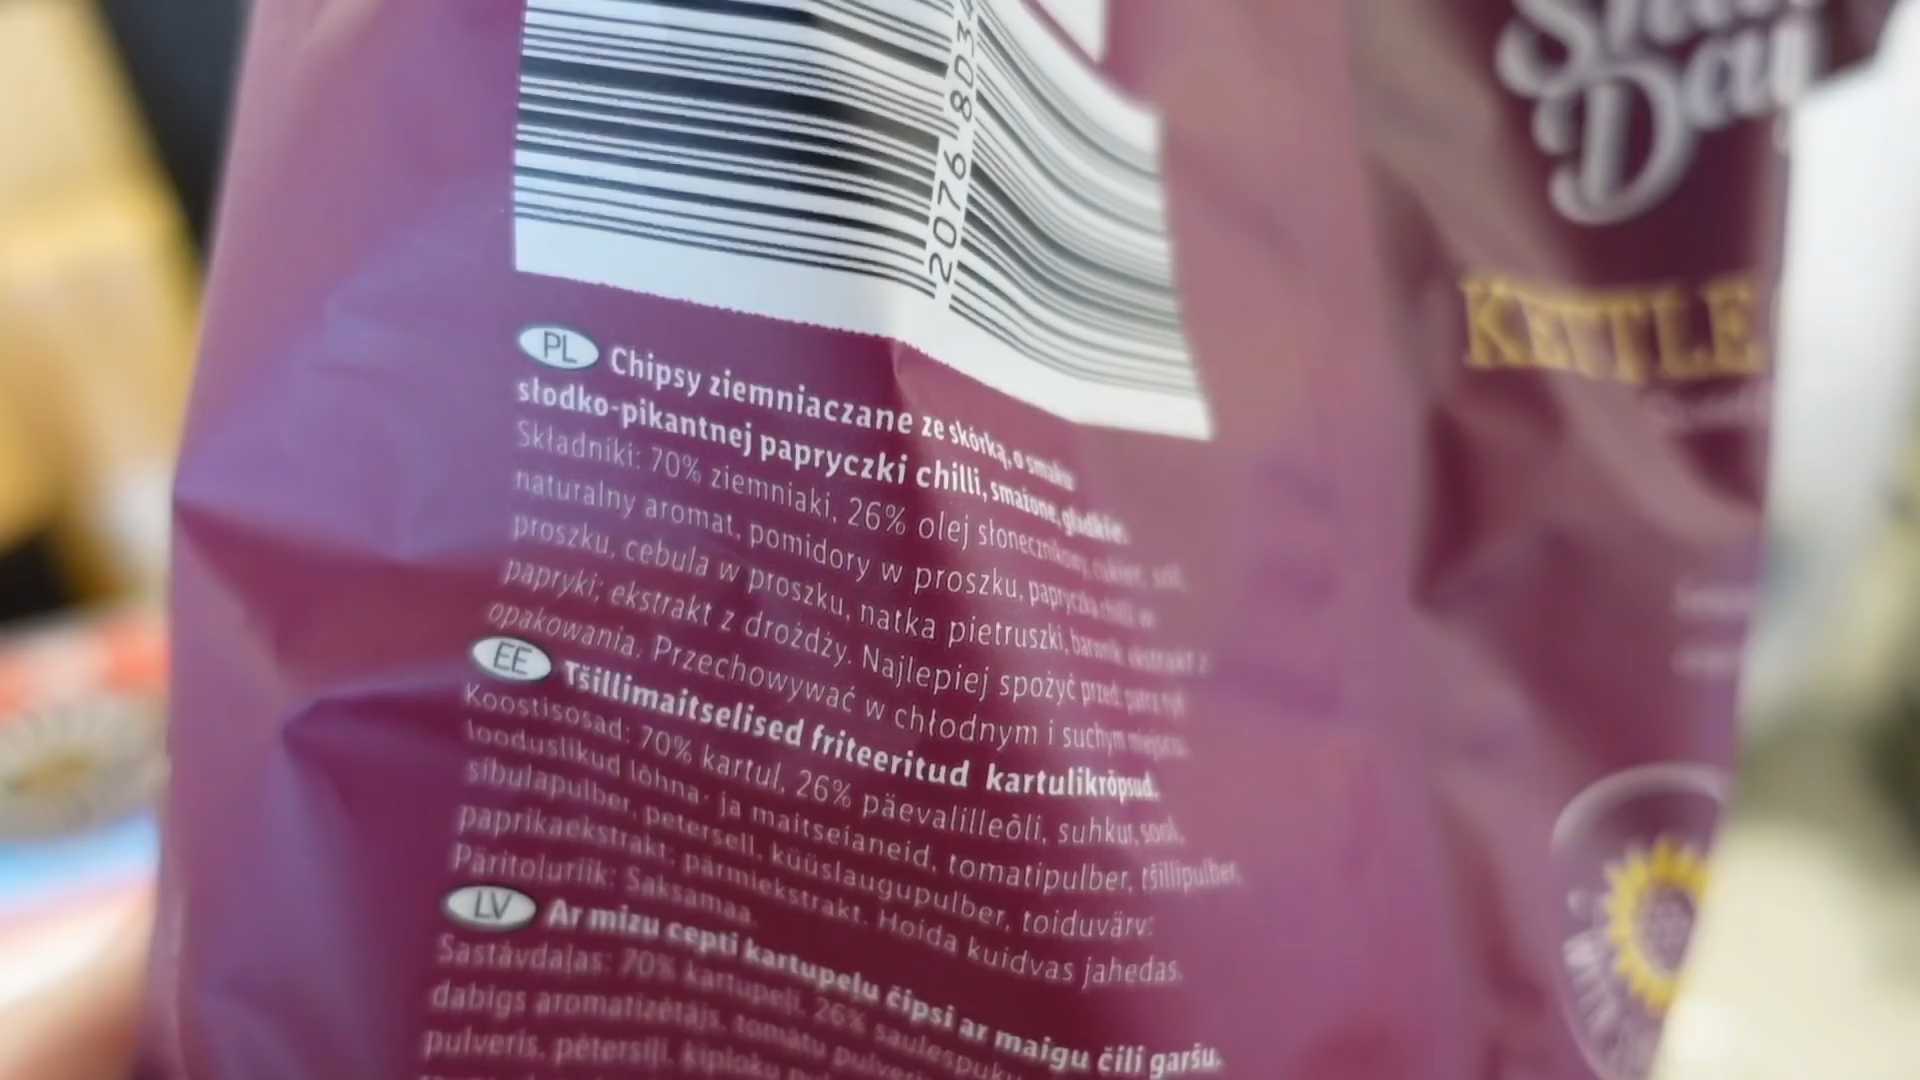 2076 8D3
Day
KETTLE
PL Chipsy ziemniaczane ze skórką, o smaku
słodko-pikantnej papryczki chilli, smażone, gładkie.
Składniki: 70% ziemniaki, 26% olej słonecznikowy, cukier, sól,
naturalny aromat, pomidory w proszku, papryczka chilli w
proszku, cebula w proszku, natka pietruszki, barwnik: ekstrakt z
papryki; ekstrakt z drożdży. Najlepiej spożyć przed: patrz tył
opakowania. Przechowywać w chłodnym i suchym miejscu.
EE Tšillimaitselised friteeritud kartulikrõpsud.
Koostisosad: 70% kartul, 26% päevalilleõli, suhkur, sool,
looduslikud lõhna- ja maitseianeid, tomatipulber, tšillipulber,
sibulapulber, petersell, küüslaugupulber, toiduvärv:
paprikaekstrakt; pärmiekstrakt. Hoida kuidvas jahedas.
Päritoluriik: Saksamaa.
LV Ar mizu cepti kartupeļu čipsi ar maigu čili garšu.
Sastāvdaļas: 70% kartupeļi, 26% saulespuķu
dabīgs aromatizētājs, tomātu pulveris
pulveris, pētersīļi, ķiploku